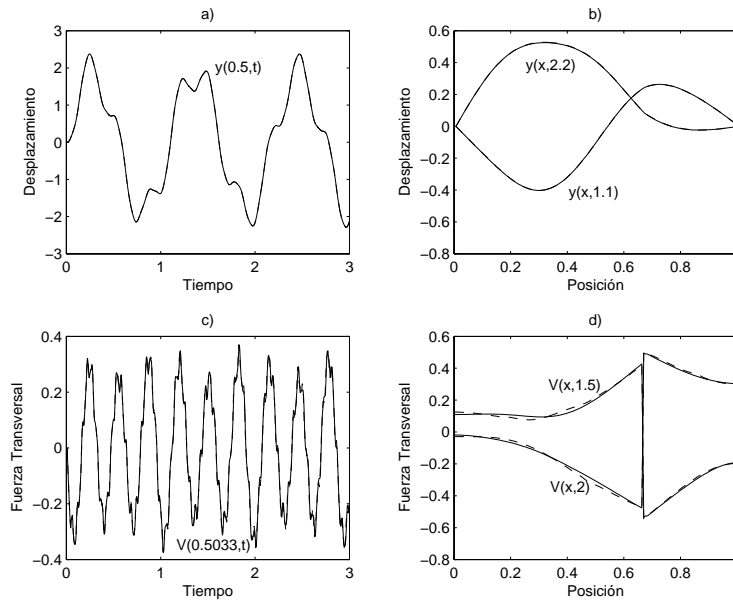 a)
3
2
1
0
−1
−2
−3
0 1 2 3
Desplazamiento
Tiempo
y(0.5,t)
b)
0.6
0.4
0.2
0
−0.2
−0.4
−0.6
−0.8
0 0.2 0.4 0.6 0.8
Desplazamiento
Posición
y(x,2.2)
y(x,1.1)
c)
0.4
0.2
0
−0.2
−0.4
0 1 2 3
Fuerza Transversal
Tiempo
V(0.5033,t)
d)
0.6
0.4
0.2
0
−0.2
−0.4
−0.6
−0.8
0 0.2 0.4 0.6 0.8
Fuerza Transversal
Posición
V(x,1.5)
V(x,2)